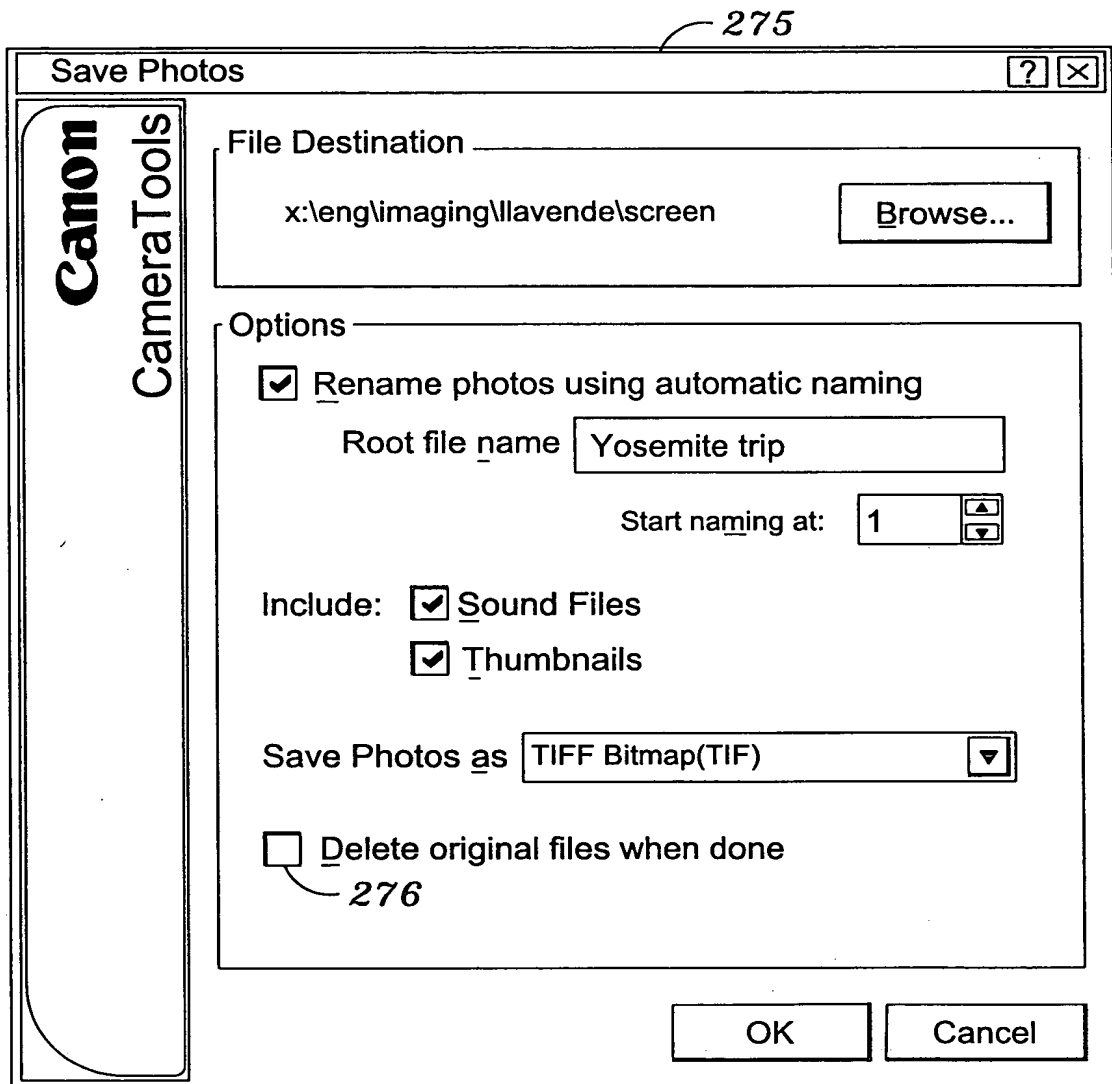 275
Save Photos
?
Canon
CameraTools
File Destination
x:\eng\imaging\llavende\screen
Browse...
Options
Rename photos using automatic naming
Root file name
Yosemite trip
Start naming at:
1
Include:
Sound Files
Thumbnails
Save Photos as
TIFF Bitmap(TIF)
Delete original files when done
276
OK
Cancel